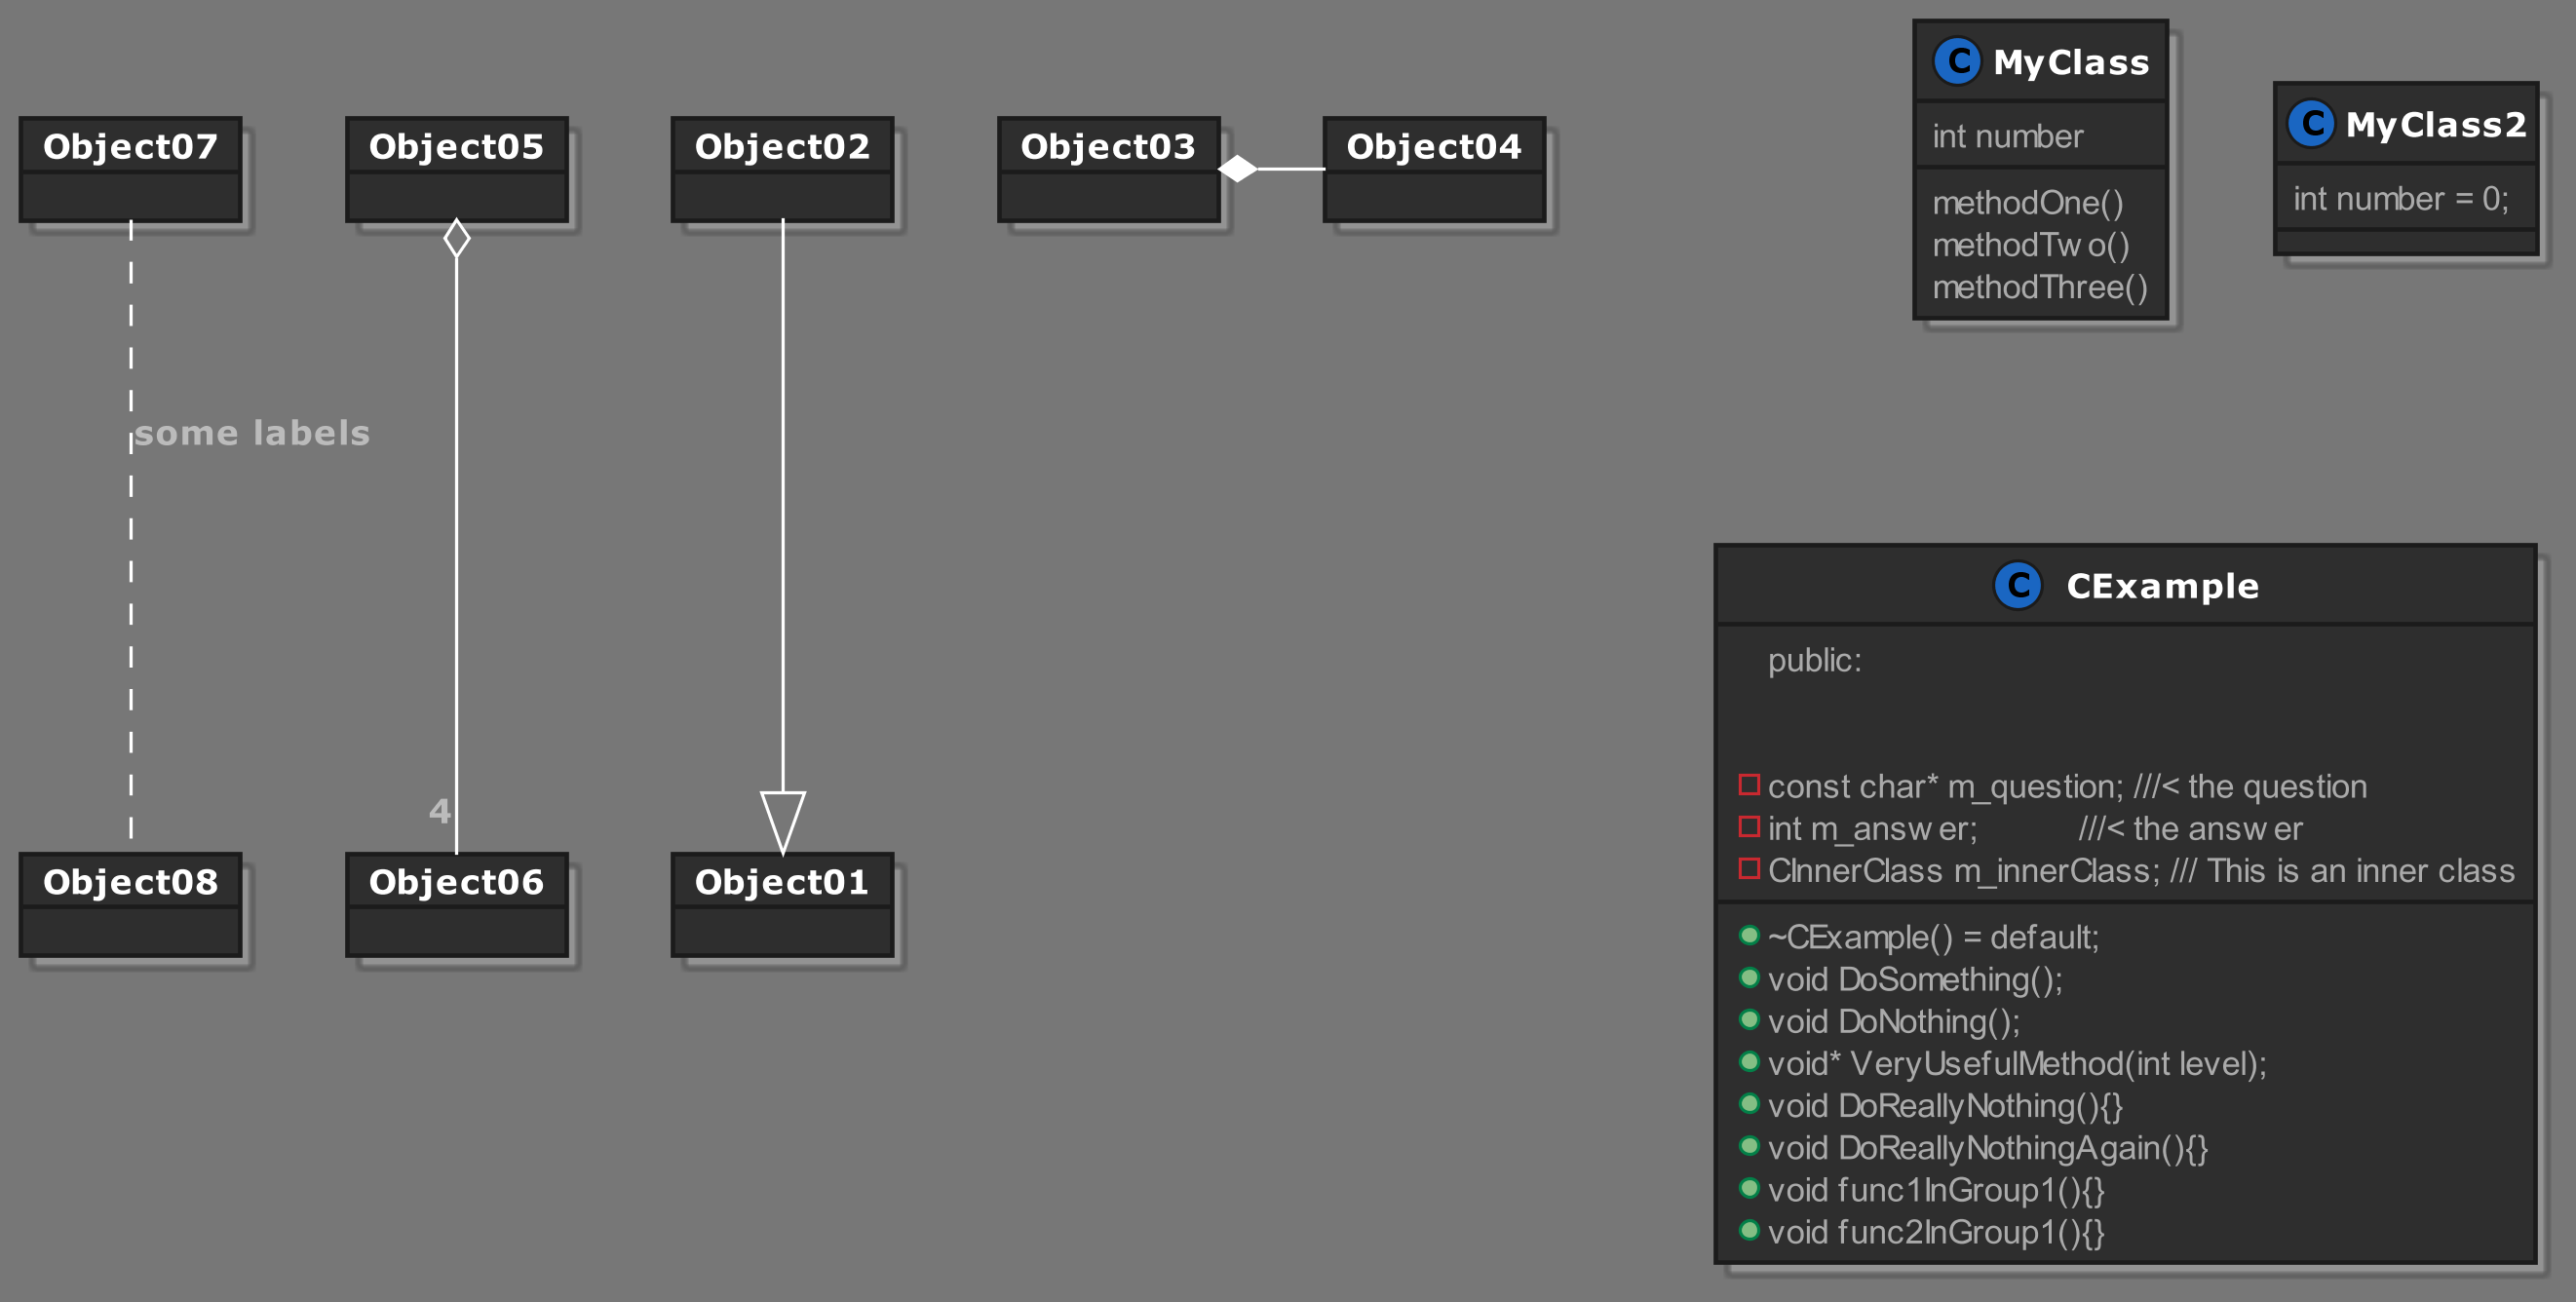 C MyClass
int number
methodOne()
methodTwo()
methodThree()
C MyClass2
int number = 0;
Object07
Object05
Object02
Object03
Object04
some labels
4
Object08
Object06
Object01
C CExample
public:
const char* m_question; ///< the question
int m_answer; ///< the answer
CInnerClass m_innerClass; /// This is an inner class
~CExample() = default;
void DoSomething();
void DoNothing();
void* VeryUsefulMethod(int level);
void DoReallyNothing(){}
void DoReallyNothingAgain(){}
void func1InGroup1(){}
void func2InGroup1(){}